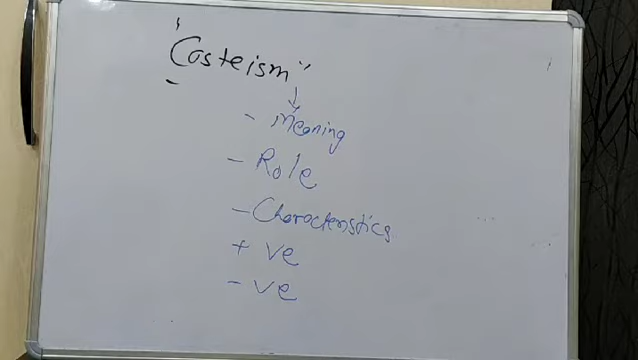 "Casteism"
- Meaning
- Role
- Characteristics
+ ve
- ve